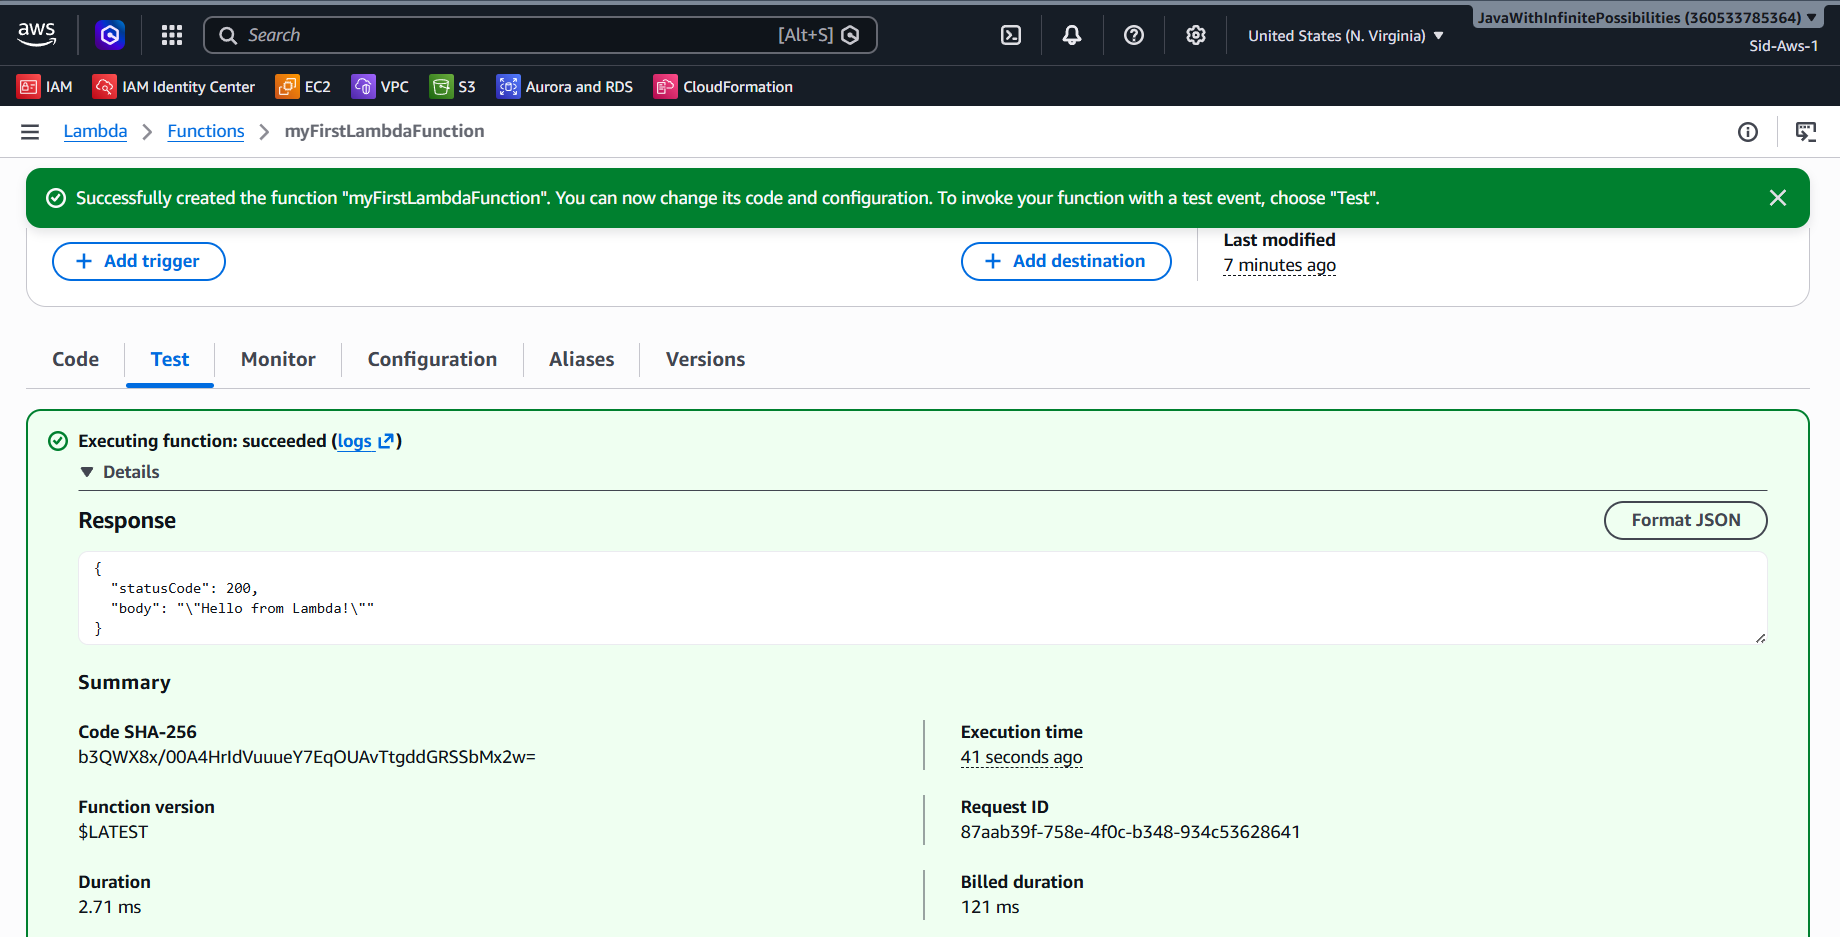 aws
Search [Alt+S]
United States (N. Virginia)
JavaWithInfinitePossibilities (360533785364)
Sid-Aws-1
IAM
IAM Identity Center
EC2
VPC
S3
Aurora and RDS
CloudFormation
Lambda
Functions
myFirstLambdaFunction
Successfully created the function "myFirstLambdaFunction". You can now change its code and configuration. To invoke your function with a test event, choose "Test".
Add trigger
Add destination
Last modified
7 minutes ago
Code
Test
Monitor
Configuration
Aliases
Versions
Executing function: succeeded (logs)
Details
Response
Format JSON
{
"statusCode": 200,
"body": "\"Hello from Lambda!\""
}
Summary
Code SHA-256
b3QWX8x/00A4HrIdVuuueY7EqOUAvTtgddGRSSbMx2w=
Execution time
41 seconds ago
Function version
$LATEST
Request ID
87aab39f-758e-4f0c-b348-934c53628641
Duration
2.71 ms
Billed duration
121 ms